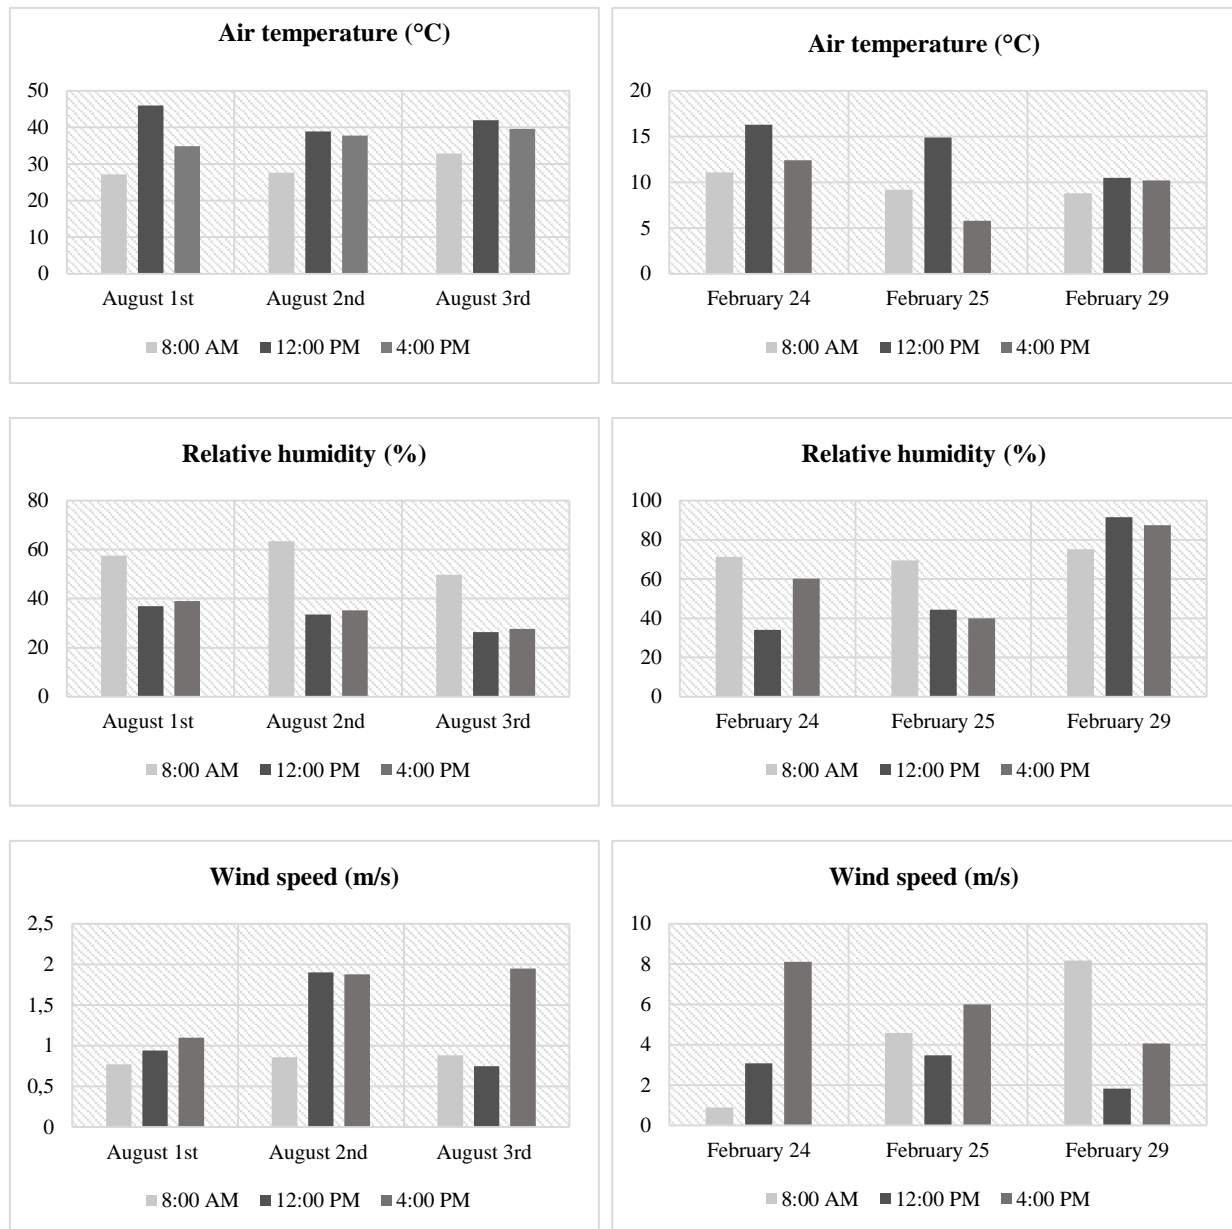 Air temperature (°C)
50
40
30
20
10
0
August 1st August 2nd August 3rd
8:00 AM 12:00 PM 4:00 PM
Air temperature (°C)
20
15
10
5
0
February 24 February 25 February 29
8:00 AM 12:00 PM 4:00 PM
Relative humidity (%)
80
60
40
20
0
August 1st August 2nd August 3rd
8:00 AM 12:00 PM 4:00 PM
Relative humidity (%)
100
80
60
40
20
0
February 24 February 25 February 29
8:00 AM 12:00 PM 4:00 PM
Wind speed (m/s)
2,5
2
1,5
1
0,5
0
August 1st August 2nd August 3rd
8:00 AM 12:00 PM 4:00 PM
Wind speed (m/s)
10
8
6
4
2
0
February 24 February 25 February 29
8:00 AM 12:00 PM 4:00 PM